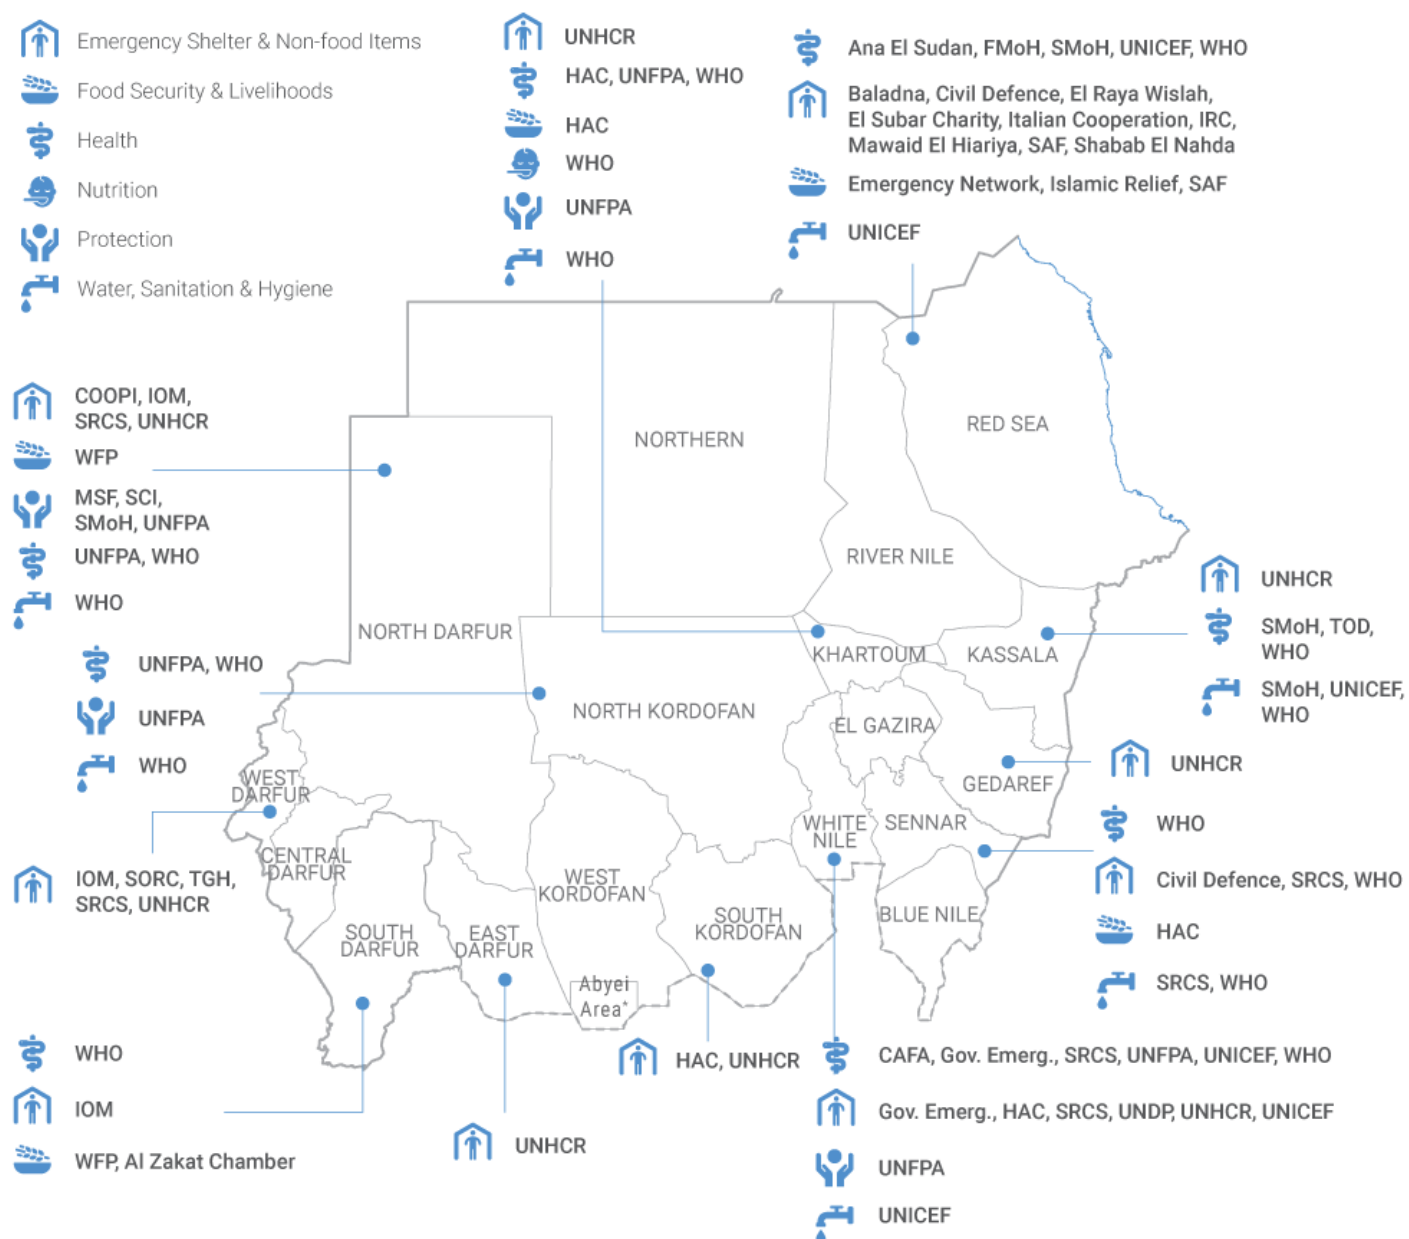 Emergency Shelter & Non-food Items
Food Security & Livelihoods
Health
Nutrition
Protection
Water, Sanitation & Hygiene
UNHCR
HAC, UNFPA, WHO
HAC
WHO
UNFPA
WHO
Ana El Sudan, FMoH, SMoH, UNICEF, WHO
Baladna, Civil Defence, El Raya Wislah,
El Subar Charity, Italian Cooperation, IRC,
Mawaid El Hiariya, SAF, Shabab El Nahda
Emergency Network, Islamic Relief, SAF
UNICEF
COOPI, IOM,
SRCS, UNHCR
WFP
MSF, SCI,
SMoH, UNFPA
UNFPA, WHO
WHO
UNFPA, WHO
UNFPA
WHO
IOM, SORC, TGH,
SRCS, UNHCR
WHO
IOM
WFP, Al Zakat Chamber
NORTHERN
RED SEA
RIVER NILE
NORTH DARFUR
KHARTOUM
KASSALA
NORTH KORDOFAN
EL GAZIRA
GEDAREF
WEST
DARFUR
CENTRAL
DARFUR
WHITE
NILE
SENNAR
WEST
KORDOFAN
SOUTH
KORDOFAN
BLUE NILE
SOUTH
DARFUR
EAST
DARFUR
Abyei
Area*
UNHCR
SMoH, TOD,
WHO
SMoH, UNICEF,
WHO
UNHCR
WHO
Civil Defence, SRCS, WHO
HAC
SRCS, WHO
UNHCR
HAC, UNHCR
CAFA, Gov. Emerg., SRCS, UNFPA, UNICEF, WHO
Gov. Emerg., HAC, SRCS, UNDP, UNHCR, UNICEF
UNFPA
UNICEF